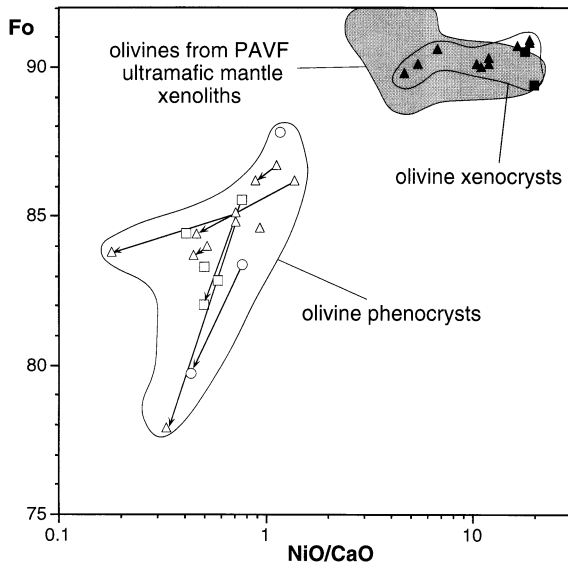 Fo
olivines from PAVF
ultramafic mantle
xenoliths
olivine xenocrysts
olivine phenocrysts
90
85
80
75
0.1
1
10
NiO/CaO